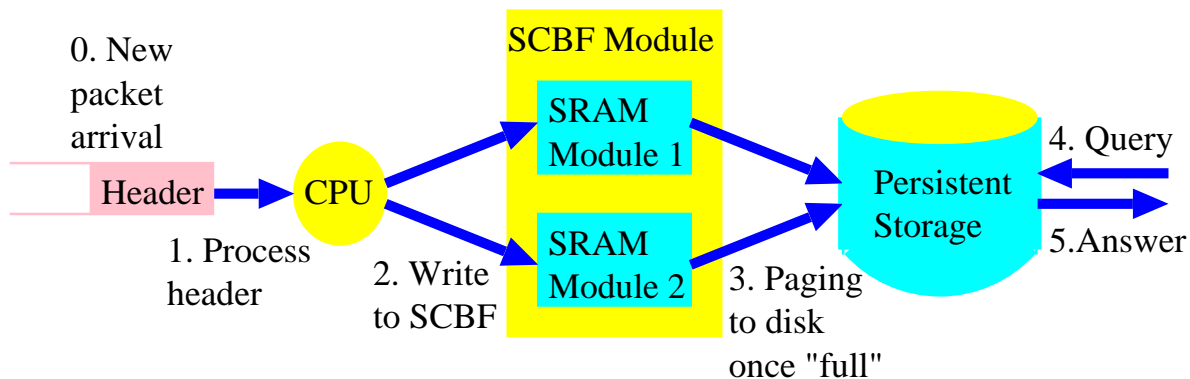 0. New
packet
arrival
Header
1. Process
header
CPU
2. Write
to SCBF
SCBF Module
SRAM
Module 1
SRAM
Module 2
3. Paging
to disk
once "full"
Persistent
Storage
4. Query
5.Answer